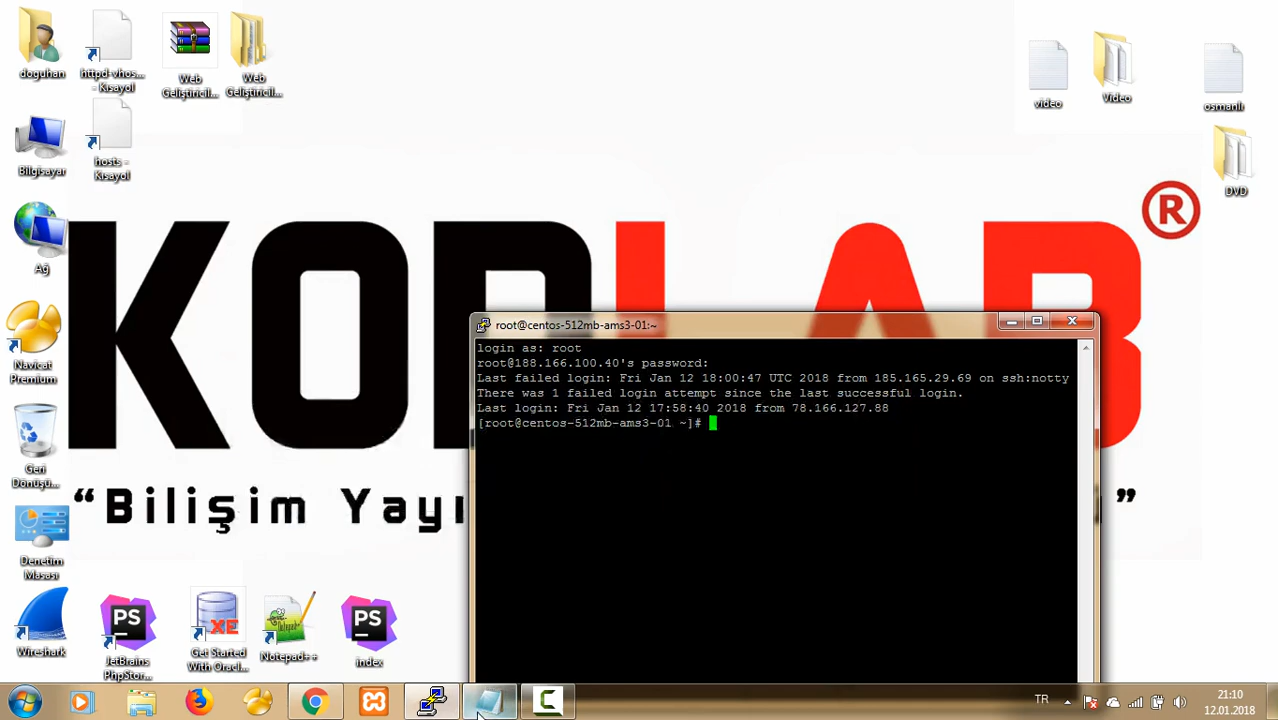 doguhan
httpd-vhos...
- Kısayol
Web
Geliştiricil...
Web
Geliştiricil...
video
Video
osmanlı
Bilgisayar
hosts -
Kısayol
DVD
®
Ağ
KODLAB
Navicat
Premium
root@centos-512mb-ams3-01:~
login as: root
root@188.166.100.40's password:
Last failed login: Fri Jan 12 18:00:47 UTC 2018 from 185.165.29.69 on ssh:notty
There was 1 failed login attempt since the last successful login.
Last login: Fri Jan 12 17:58:40 2018 from 78.166.127.88
[root@centos-512mb-ams3-01 ~]#
Geri
Dönüşü...
“Bilişim Yayı
”
Denetim
Masası
Wireshark
PS
JetBrains
PhpStor...
XE
Get Started
With Oracl...
Notepad++
PS
index
TR
21:10
12.01.2018